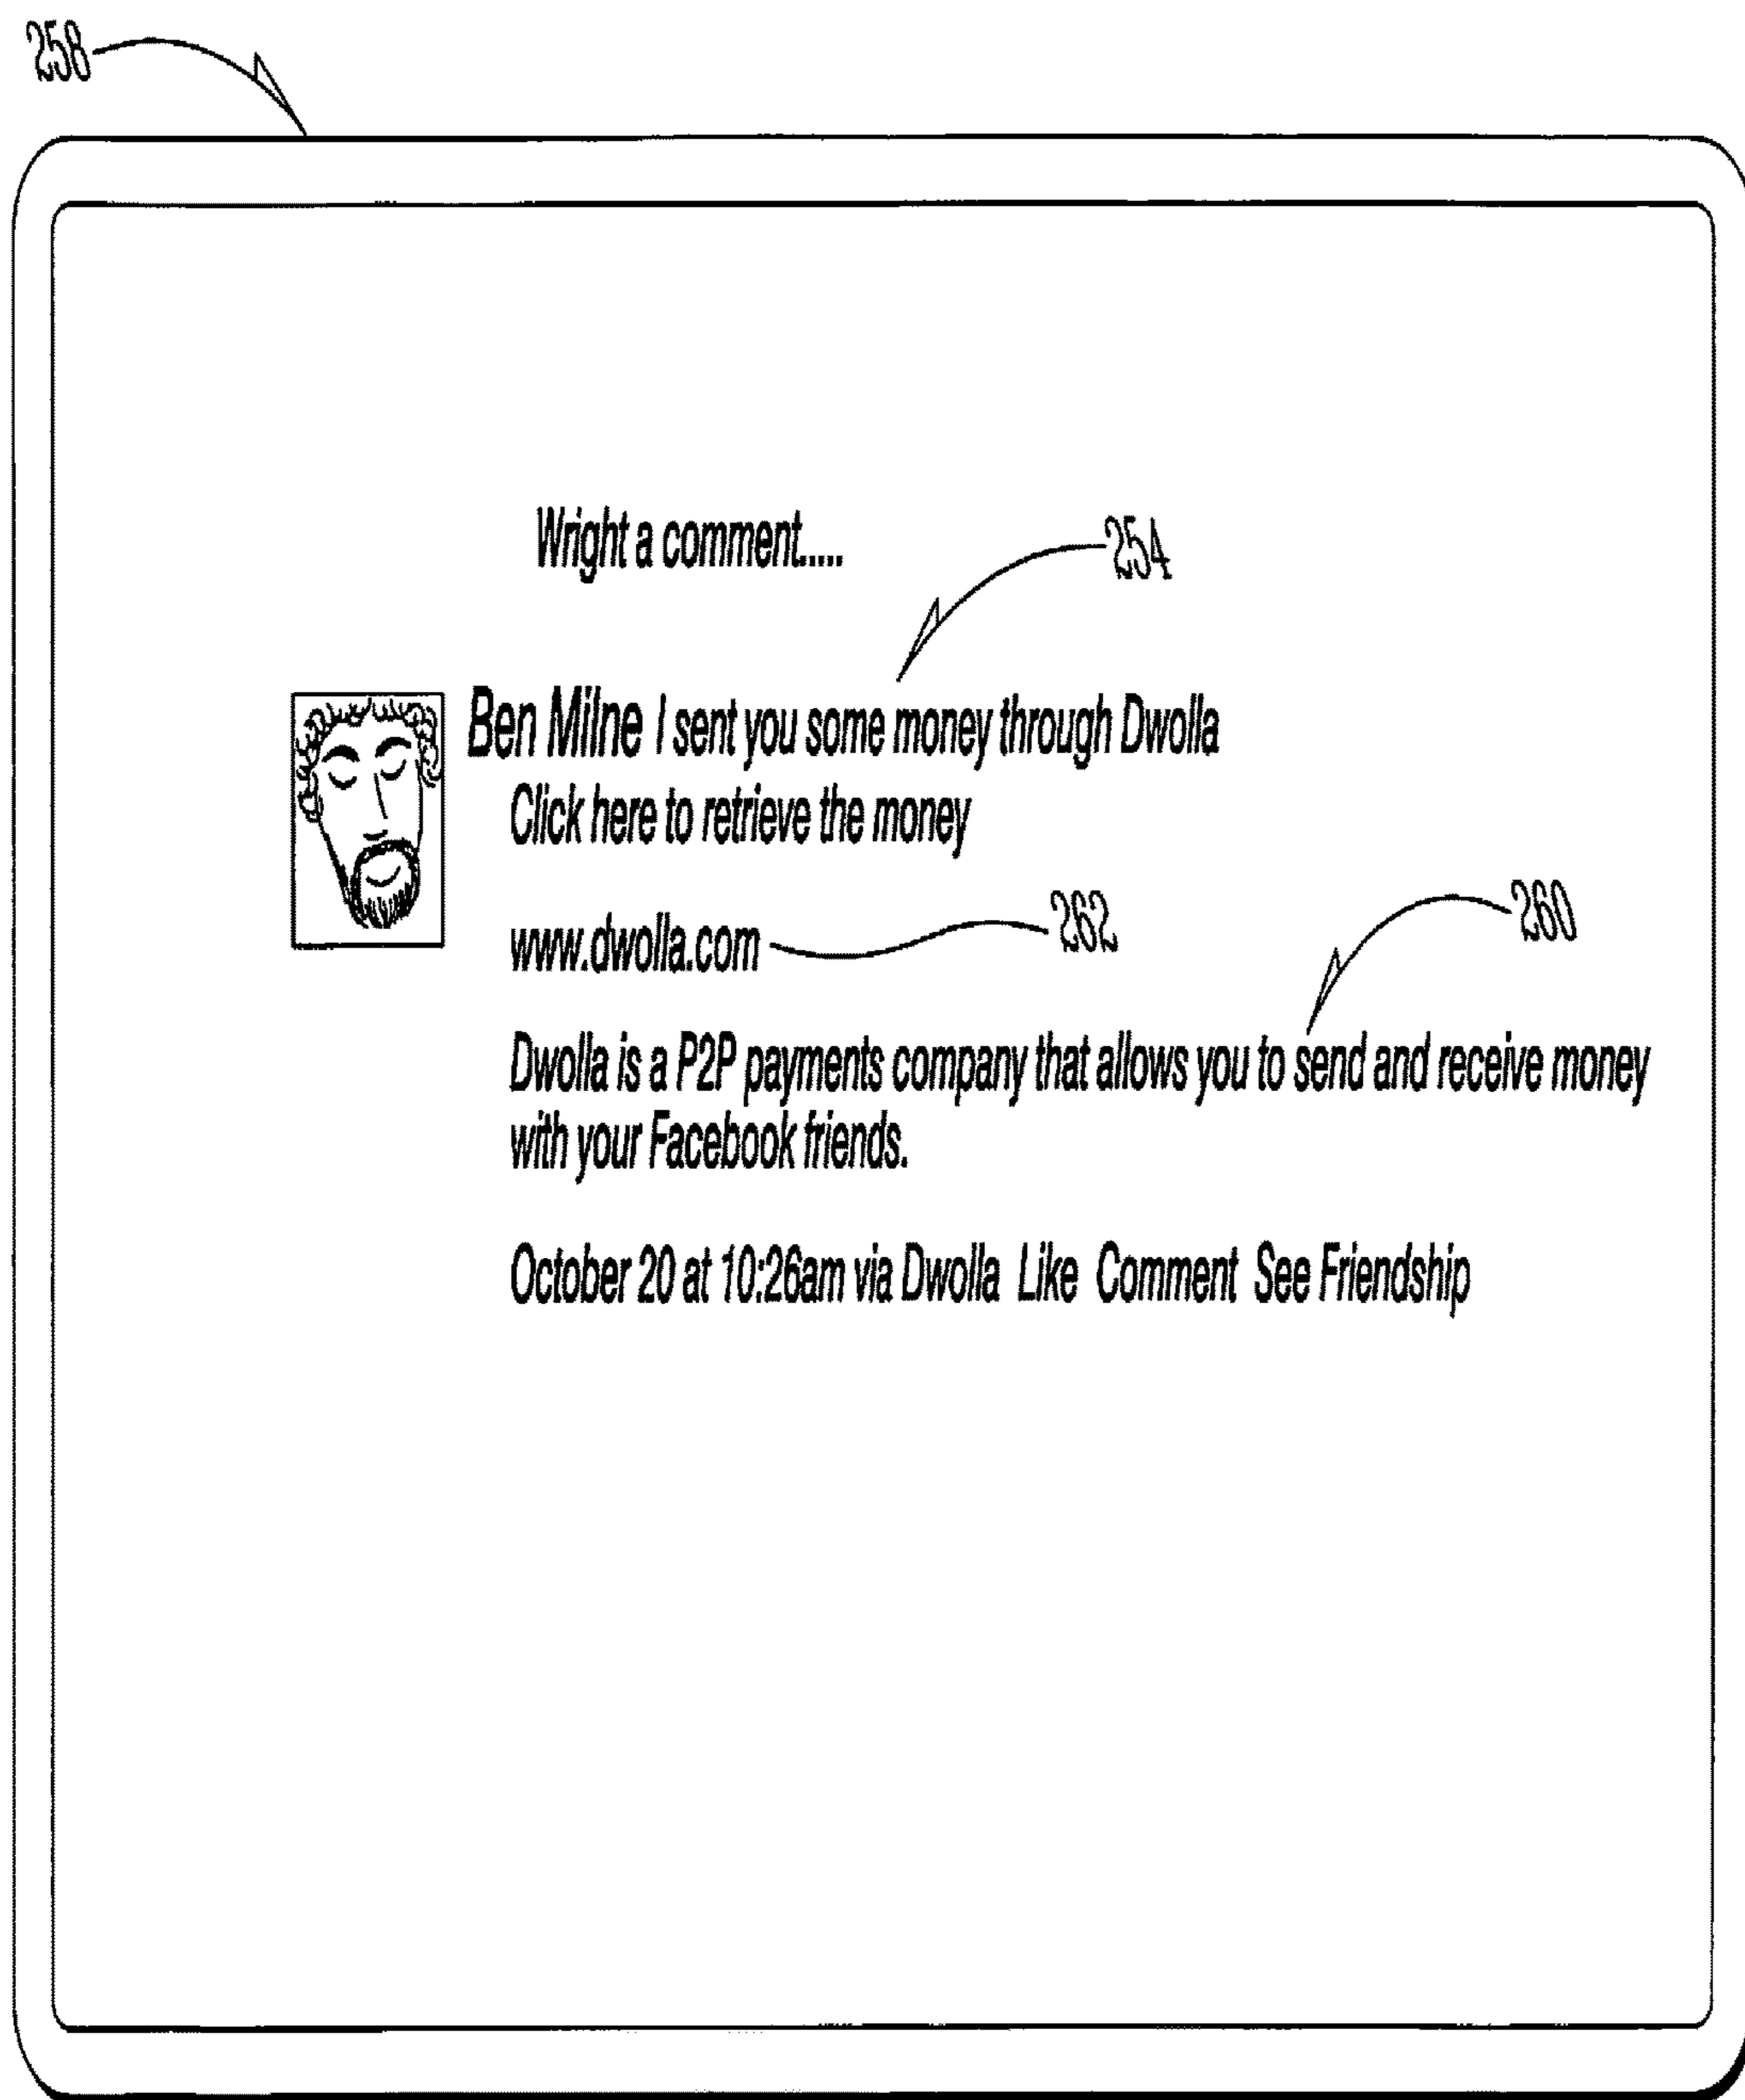 258
Wright a comment.....
254
Ben Milne I sent you some money through Dwolla
Click here to retrieve the money
www.dwolla.com
262
260
Dwolla is a P2P payments company that allows you to send and receive money
with your Facebook friends.
October 20 at 10:26am via Dwolla Like Comment See Friendship